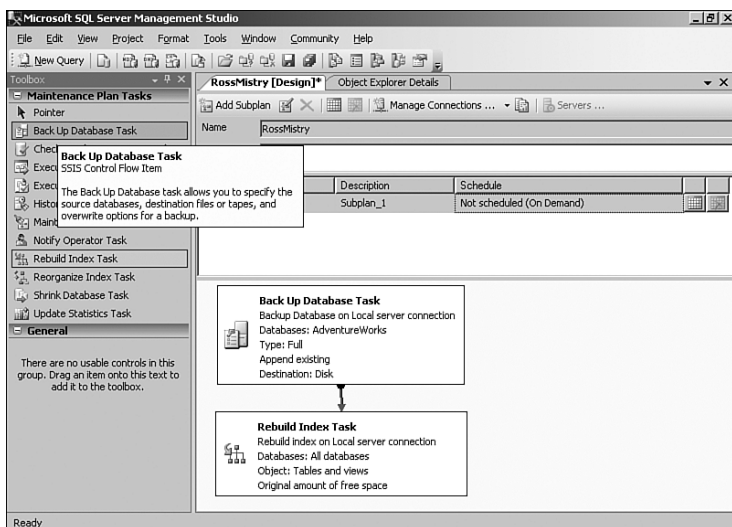 Microsoft SQL Server Management Studio
File Edit View Project Format Tools Window Community Help
New Query
Toolbox
Maintenance Plan Tasks
Pointer
Back Up Database Task
Chec
Execu
Execu
Histo
Maint
Notify Operator Task
Rebuild Index Task
Reorganize Index Task
Shrink Database Task
Update Statistics Task
General
There are no usable controls in this
group. Drag an item onto this text to
add it to the toolbox.
Back Up Database Task
SSIS Control Flow Item
The Back Up Database task allows you to specify the
source databases, destination files or tapes, and
overwrite options for a backup.
RossMistry [Design]* Object Explorer Details
Add Subplan Manage Connections ... Servers ...
Name RossMistry
Description Schedule
Subplan_1 Not scheduled (On Demand)
Back Up Database Task
Backup Database on Local server connection
Databases: AdventureWorks
Type: Full
Append existing
Destination: Disk
Rebuild Index Task
Rebuild index on Local server connection
Databases: All databases
Object: Tables and views
Original amount of free space
Ready